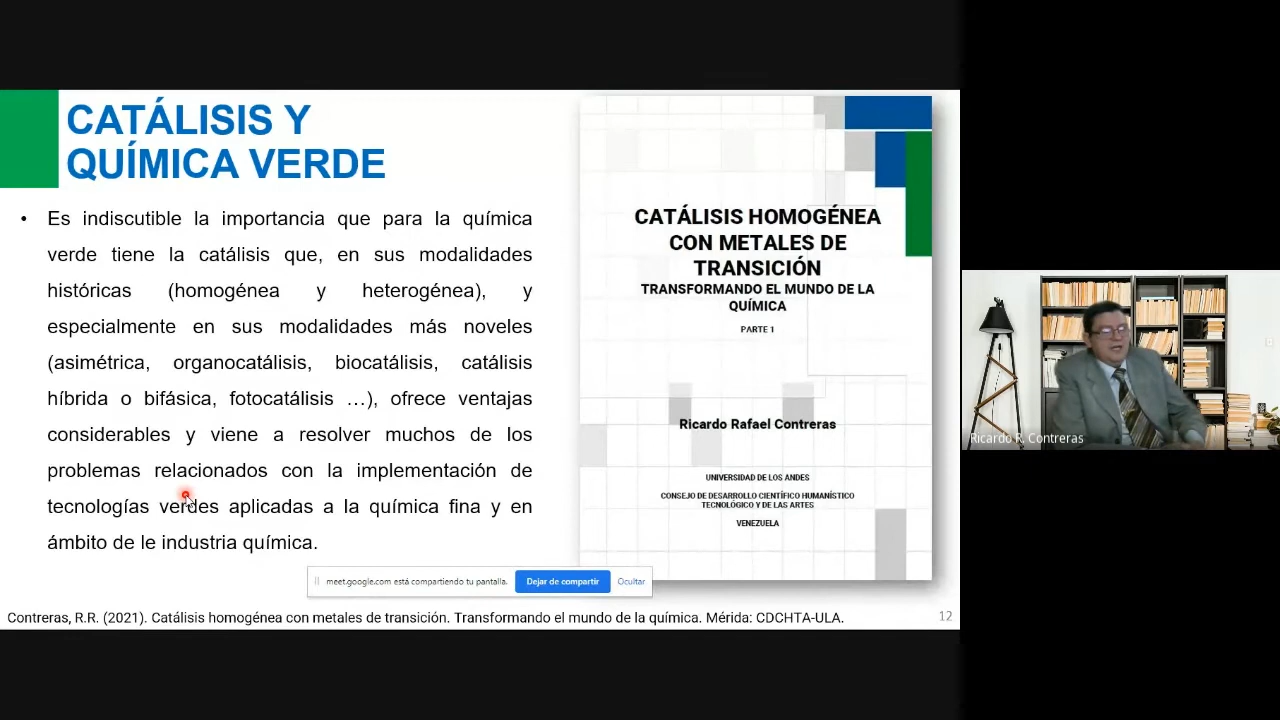 CATÁLISIS Y
QUÍMICA VERDE
• Es indiscutible la importancia que para la química
verde tiene la catálisis que, en sus modalidades
históricas (homogénea y heterogénea), y
especialmente en sus modalidades más noveles
(asimétrica, organocatálisis, biocatálisis, catálisis
híbrida o bifásica, fotocatálisis …), ofrece ventajas
considerables y viene a resolver muchos de los
problemas relacionados con la implementación de
tecnologías verdes aplicadas a la química fina y en
ámbito de le industria química.
CATÁLISIS HOMOGÉNEA
CON METALES DE
TRANSICIÓN
TRANSFORMANDO EL MUNDO DE LA
QUÍMICA
PARTE 1
Ricardo Rafael Contreras
UNIVERSIDAD DE LOS ANDES
CONSEJO DE DESARROLLO CIENTÍFICO HUMANÍSTICO
TECNOLÓGICO Y DE LAS ARTES
VENEZUELA
meet.google.com está compartiendo tu pantalla.
Dejar de compartir
Ocultar
Contreras, R.R. (2021). Catálisis homogénea con metales de transición. Transformando el mundo de la química. Mérida: CDCHTA-ULA.
12
Ricardo R. Contreras